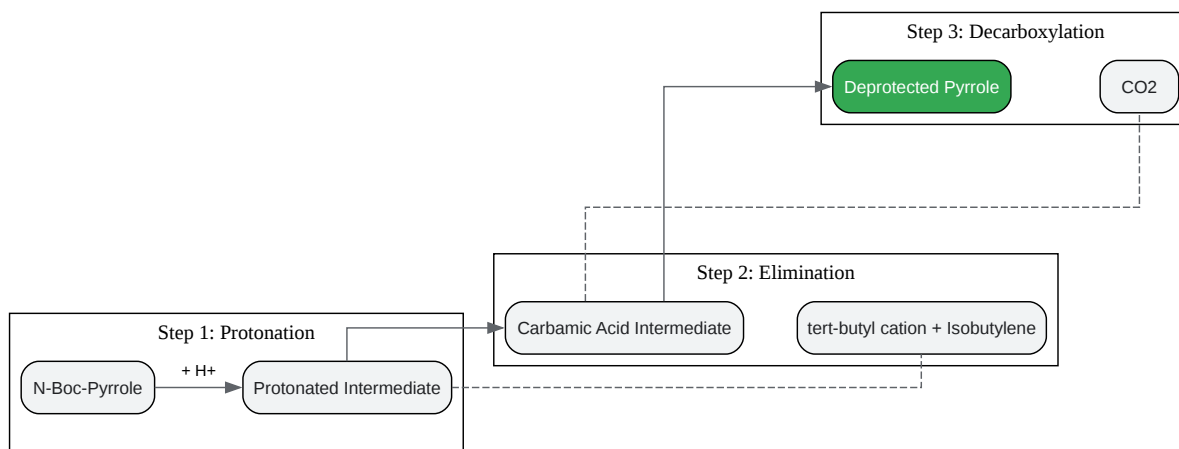 Step 3: Decarboxylation
Deprotected Pyrrole
CO2
Step 2: Elimination
Carbamic Acid Intermediate
tert-butyl cation + Isobutylene
Step 1: Protonation
N-Boc-Pyrrole
+ H+
Protonated Intermediate